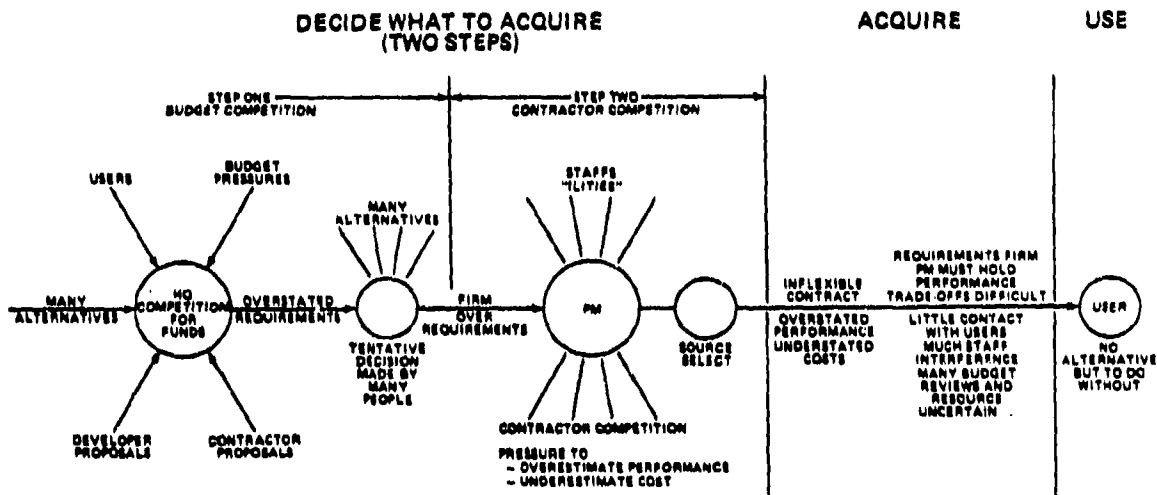 DECIDE WHAT TO ACQUIRE
(TWO STEPS)
ACQUIRE
USE
STEP ONE
BUDGET COMPETITION
STEP TWO
CONTRACTOR COMPETITION
USERS
BUDGET
PRESSURES
MANY
ALTERNATIVES
HQ
COMPETITION
FOR
FUNDS
DEVELOPER
PROPOSALS
CONTRACTOR
PROPOSALS
OVERSTATED
REQUIREMENTS
MANY
ALTERNATIVES
TENTATIVE
DECISION
MADE BY
MANY
PEOPLE
FIRM
OVER
REQUIREMENTS
STAFFS
"ILITIES"
PM
CONTRACTOR COMPETITION
PRESSURE TO
– OVERESTIMATE PERFORMANCE
– UNDERESTIMATE COST
SOURCE
SELECT
INFLEXIBLE
CONTRACT
OVERSTATED
PERFORMANCE
UNDERSTATED
COSTS
REQUIREMENTS FIRM
PM MUST HOLD
PERFORMANCE
TRADE-OFFS DIFFICULT
LITTLE CONTACT
WITH USERS
MUCH STAFF
INTERFERENCE
MANY BUDGET
REVIEWS AND
RESOURCE
UNCERTAIN
USER
NO
ALTERNATIVE
BUT TO DO
WITHOUT